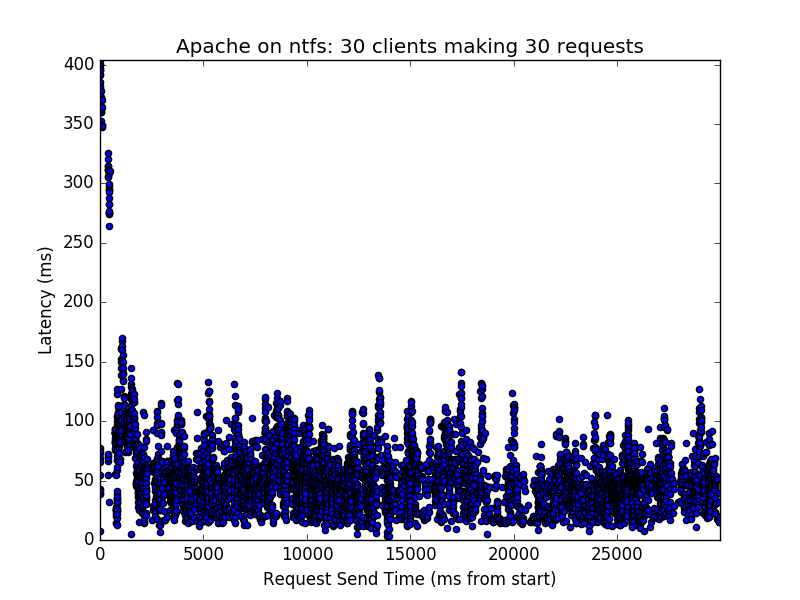 Apache on ntfs: 30 clients making 30 requests
400
350
300
250
200
150
100
50
0
Latency (ms)
0 5000 10000 15000 20000 25000
Request Send Time (ms from start)